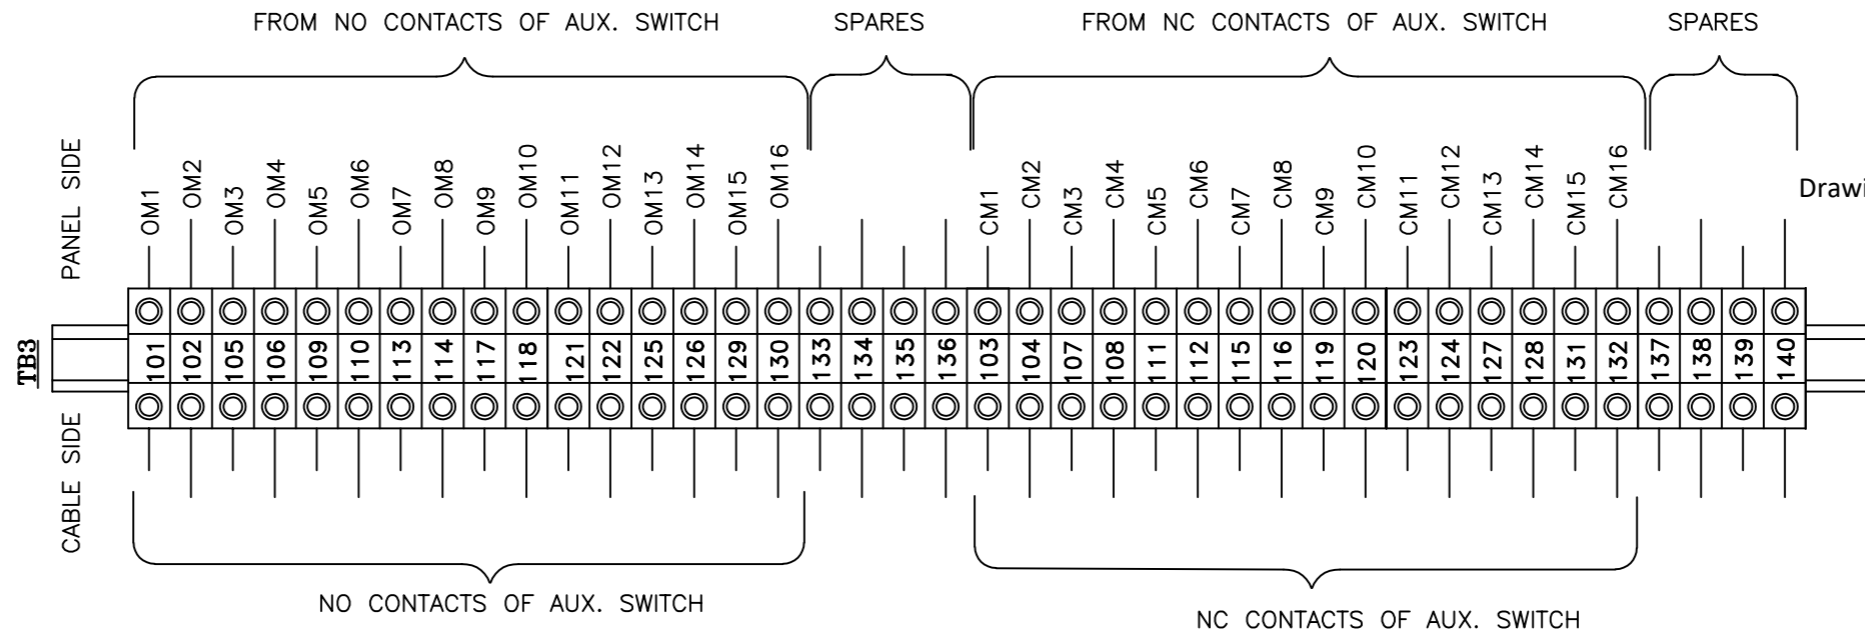 FROM NO CONTACTS OF AUX. SWITCH
SPARES
FROM NC CONTACTS OF AUX. SWITCH
SPARES
PANEL SIDE
OM1
OM2
OM3
OM4
OM5
OM6
OM7
OM8
OM9
OM10
OM11
OM12
OM13
OM14
OM15
OM16
CM1
CM2
CM3
CM4
CM5
CM6
CM7
CM8
CM9
CM10
CM11
CM12
CM13
CM14
CM15
CM16
Drawi
TB3
101
102
105
106
109
110
113
114
117
118
121
122
125
126
129
130
133
134
135
136
103
104
107
108
111
112
115
116
119
120
123
124
127
128
131
132
137
138
139
140
CABLE SIDE
NO CONTACTS OF AUX. SWITCH
NC CONTACTS OF AUX. SWITCH